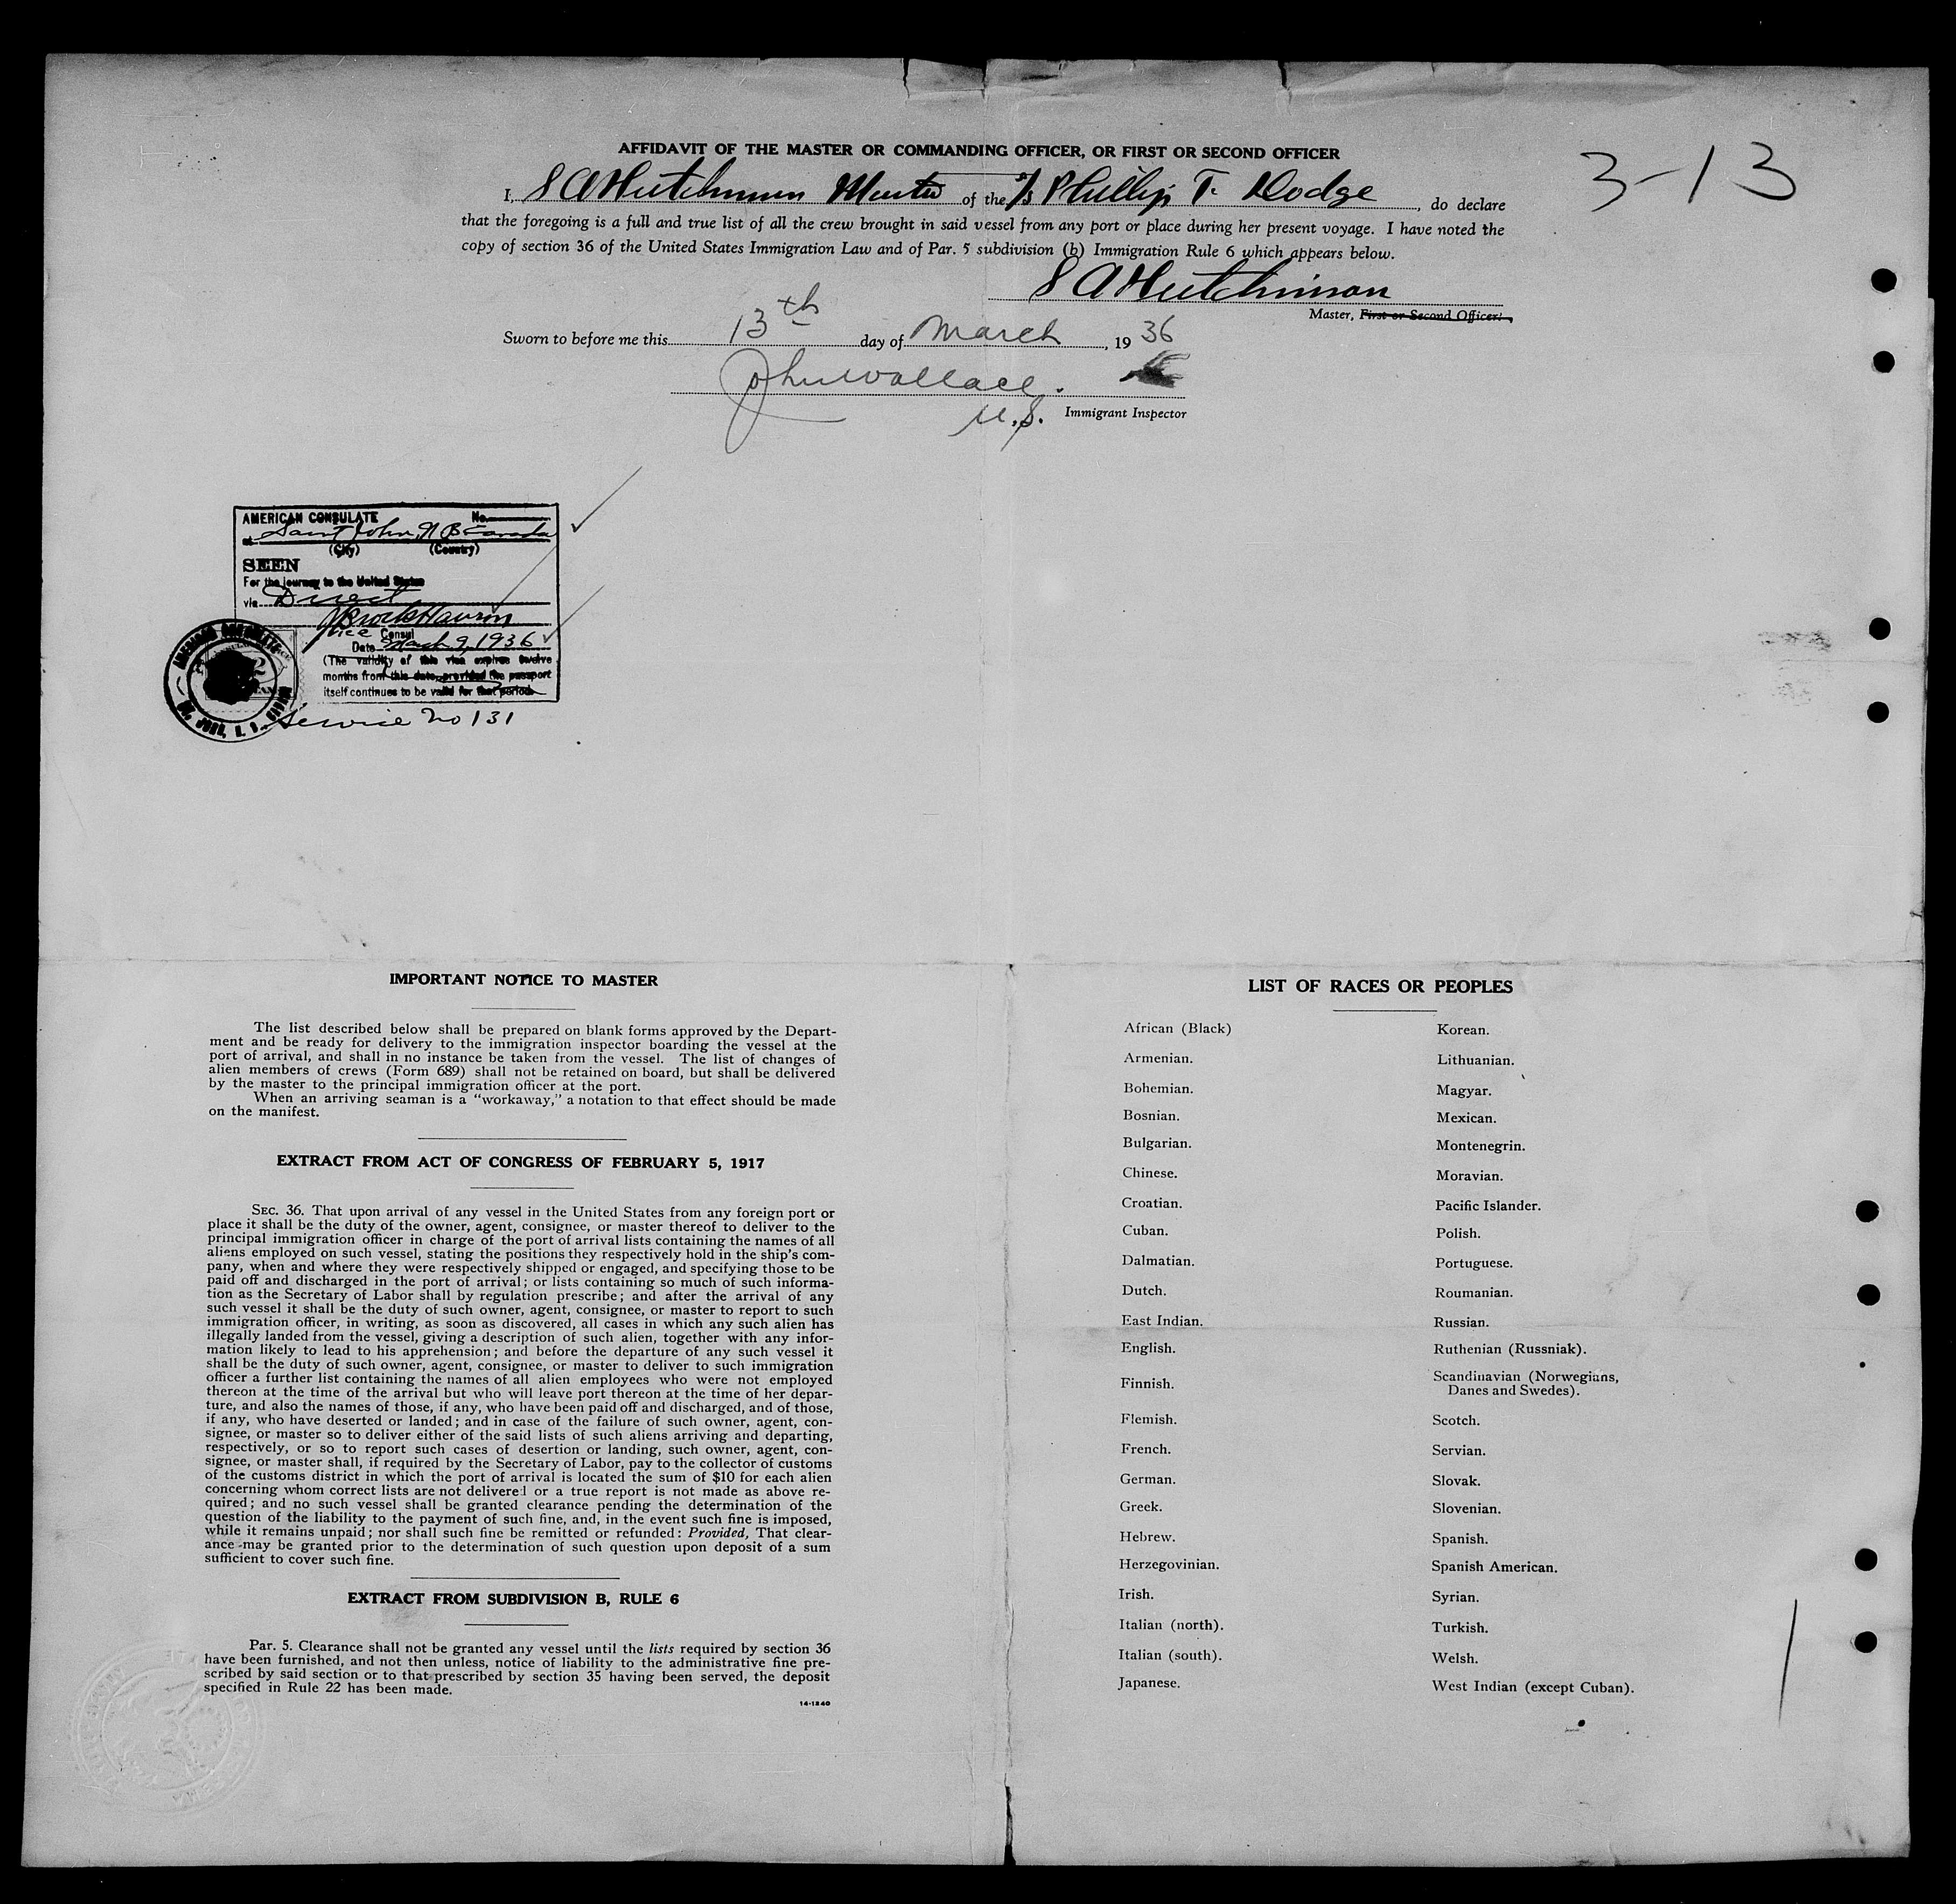 AFFIDAVIT OF THE MASTER OR COMMANDING OFFICER, OR FIRST OR SECOND OFFICER
3-13
I, S A Hutchinson Master of the S/S Phillip T. Dodge, do declare
that the foregoing is a full and true list of all the crew brought in said vessel from any port or place during her present voyage. I have noted the
copy of section 36 of the United States Immigration Law and of Par. 5 subdivision (b) Immigration Rule 6 which appears below.
S A Hutchinson
Master, First or Second Officer.
Sworn to before me this 13th day of March, 1936
John Wallace.
U.S. Immigrant Inspector
AMERICAN CONSULATE No.
at Saint John, N B Canada
(City) (Country)
SEEN
For the journey to the United States
via Direct
Vice Consul
Date March 9, 1936
(The validity of this visa expires twelve
months from this date, provided the passport
itself continues to be valid for that period.
Service No 131
IMPORTANT NOTICE TO MASTER
The list described below shall be prepared on blank forms approved by the Depart-
ment and be ready for delivery to the immigration inspector boarding the vessel at the
port of arrival, and shall in no instance be taken from the vessel. The list of changes of
alien members of crews (Form 689) shall not be retained on board, but shall be delivered
by the master to the principal immigration officer at the port.
When an arriving seaman is a “workaway,” a notation to that effect should be made
on the manifest.
EXTRACT FROM ACT OF CONGRESS OF FEBRUARY 5, 1917
SEC. 36. That upon arrival of any vessel in the United States from any foreign port or
place it shall be the duty of the owner, agent, consignee, or master thereof to deliver to the
principal immigration officer in charge of the port of arrival lists containing the names of all
aliens employed on such vessel, stating the positions they respectively hold in the ship's com-
pany, when and where they were respectively shipped or engaged, and specifying those to be
paid off and discharged in the port of arrival; or lists containing so much of such informa-
tion as the Secretary of Labor shall by regulation prescribe; and after the arrival of any
such vessel it shall be the duty of such owner, agent, consignee, or master to report to such
immigration officer, in writing, as soon as discovered, all cases in which any such alien has
illegally landed from the vessel, giving a description of such alien, together with any infor-
mation likely to lead to his apprehension; and before the departure of any such vessel it
shall be the duty of such owner, agent, consignee, or master to deliver to such immigration
officer a further list containing the names of all alien employees who were not employed
thereon at the time of the arrival but who will leave port thereon at the time of her depar-
ture, and also the names of those, if any, who have been paid off and discharged, and of those,
if any, who have deserted or landed; and in case of the failure of such owner, agent, con-
signee, or master so to deliver either of the said lists of such aliens arriving and departing,
respectively, or so to report such cases of desertion or landing, such owner, agent, con-
signee, or master shall, if required by the Secretary of Labor, pay to the collector of customs
of the customs district in which the port of arrival is located the sum of $10 for each alien
concerning whom correct lists are not delivered or a true report is not made as above re-
quired; and no such vessel shall be granted clearance pending the determination of the
question of the liability to the payment of such fine, and, in the event such fine is imposed,
while it remains unpaid; nor shall such fine be remitted or refunded: Provided, That clear-
ance may be granted prior to the determination of such question upon deposit of a sum
sufficient to cover such fine.
EXTRACT FROM SUBDIVISION B, RULE 6
Par. 5. Clearance shall not be granted any vessel until the lists required by section 36
have been furnished, and not then unless, notice of liability to the administrative fine pre-
scribed by said section or to that prescribed by section 35 having been served, the deposit
specified in Rule 22 has been made.
14-1240
LIST OF RACES OR PEOPLES
African (Black)
Armenian.
Bohemian.
Bosnian.
Bulgarian.
Chinese.
Croatian.
Cuban.
Dalmatian.
Dutch.
East Indian.
English.
Finnish.
Flemish.
French.
German.
Greek.
Hebrew.
Herzegovinian.
Irish.
Italian (north).
Italian (south).
Japanese.
Korean.
Lithuanian.
Magyar.
Mexican.
Montenegrin.
Moravian.
Pacific Islander.
Polish.
Portuguese.
Roumanian.
Russian.
Ruthenian (Russniak).
Scandinavian (Norwegians,
Danes and Swedes).
Scotch.
Servian.
Slovak.
Slovenian.
Spanish.
Spanish American.
Syrian.
Turkish.
Welsh.
West Indian (except Cuban).